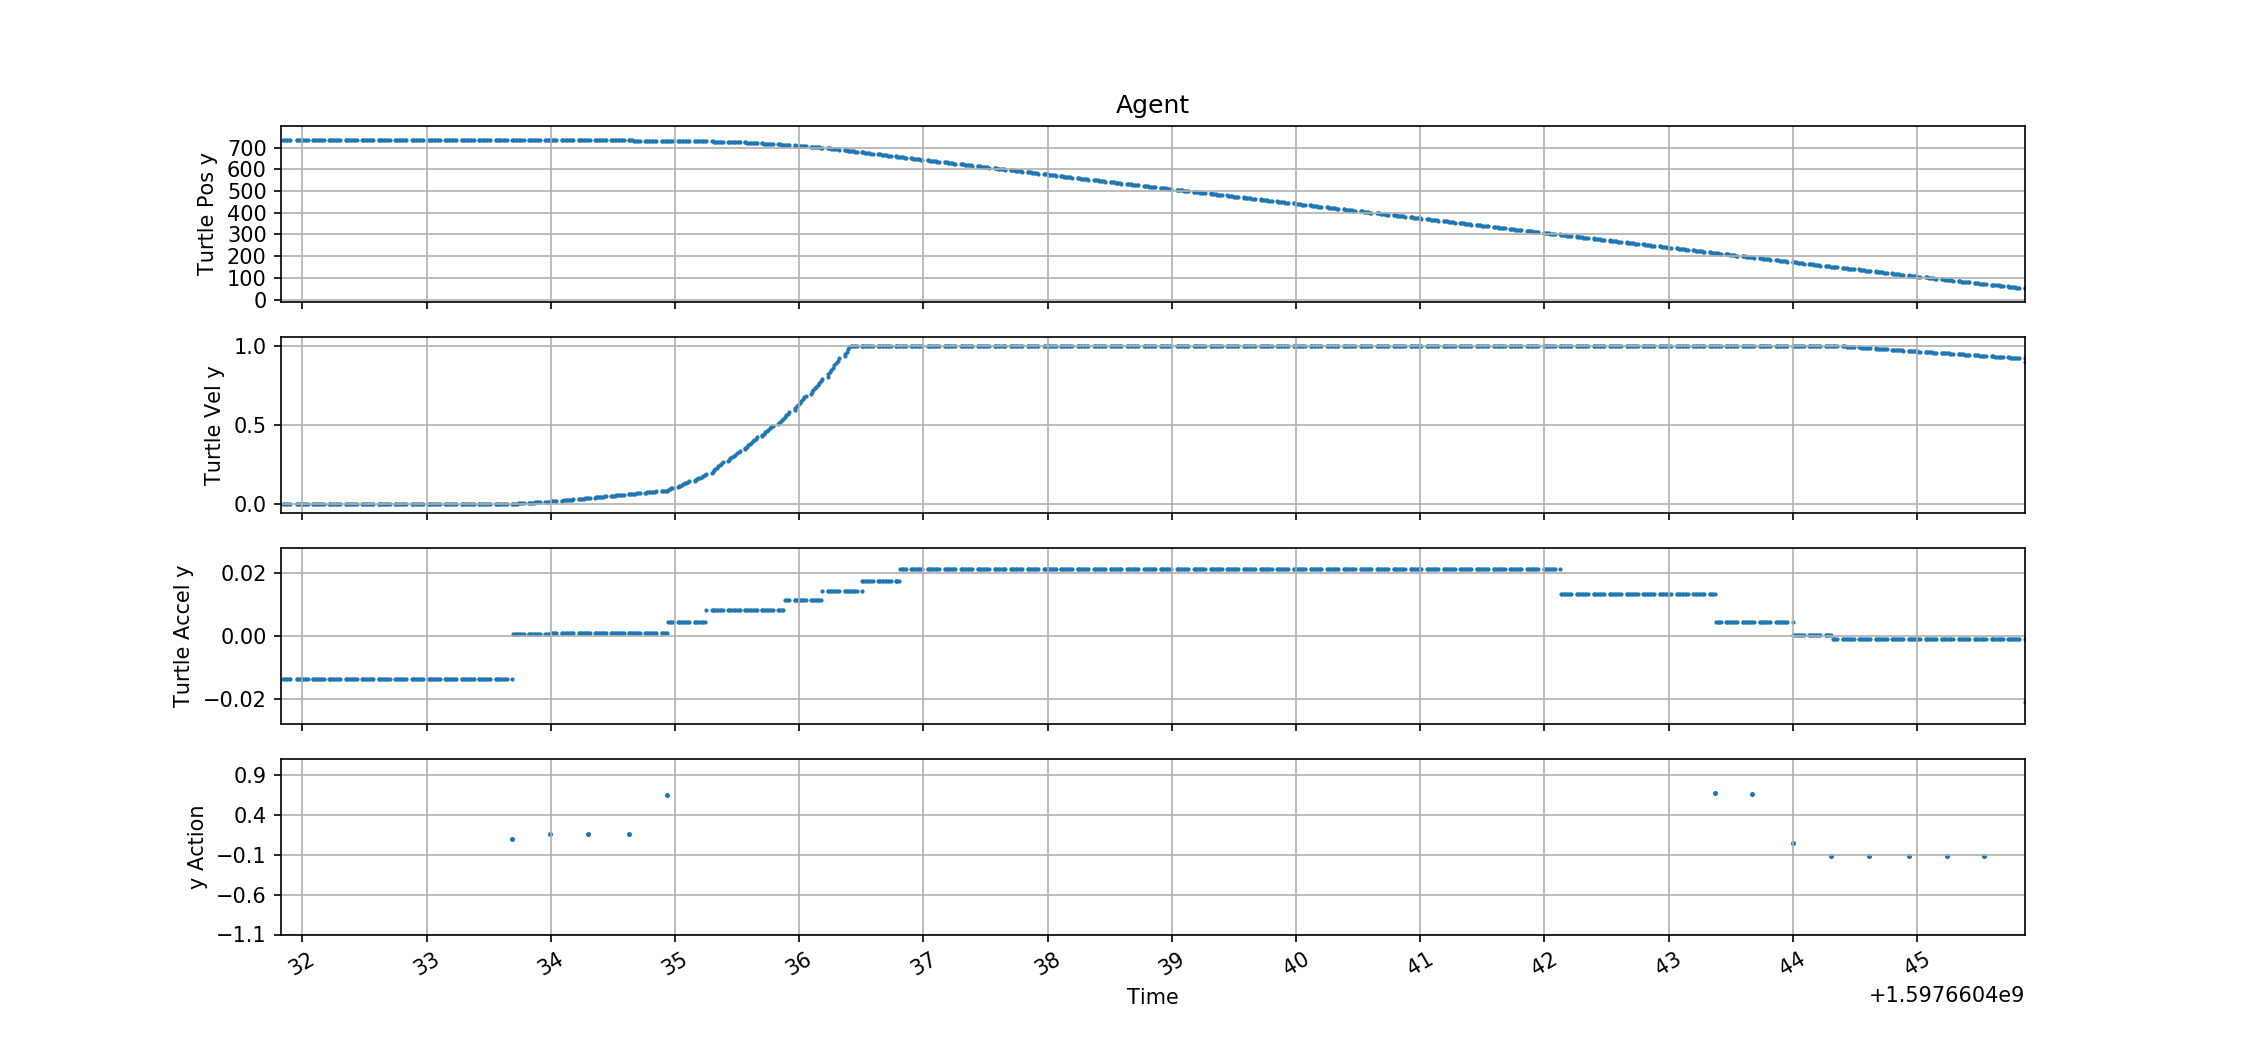 Agent
Turtle Pos y
700
600
500
400
300
200
100
0
Turtle Vel y
1.0
0.5
0.0
Turtle Accel y
0.02
0.00
−0.02
y Action
0.9
0.4
−0.1
−0.6
−1.1
32 33 34 35 36 37 38 39 40 41 42 43 44 45
Time
+1.5976604e9